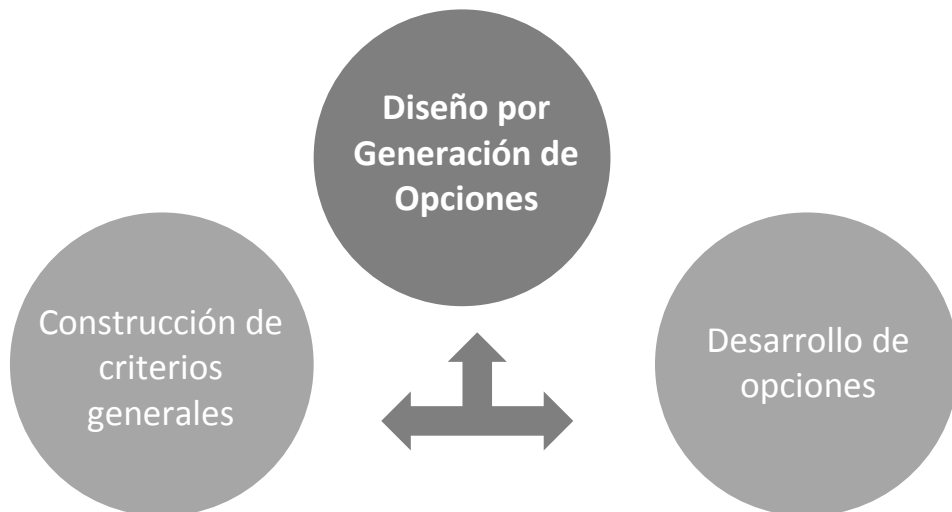 Diseño por
Generación de
Opciones
Construcción de
criterios
generales
Desarrollo de
opciones